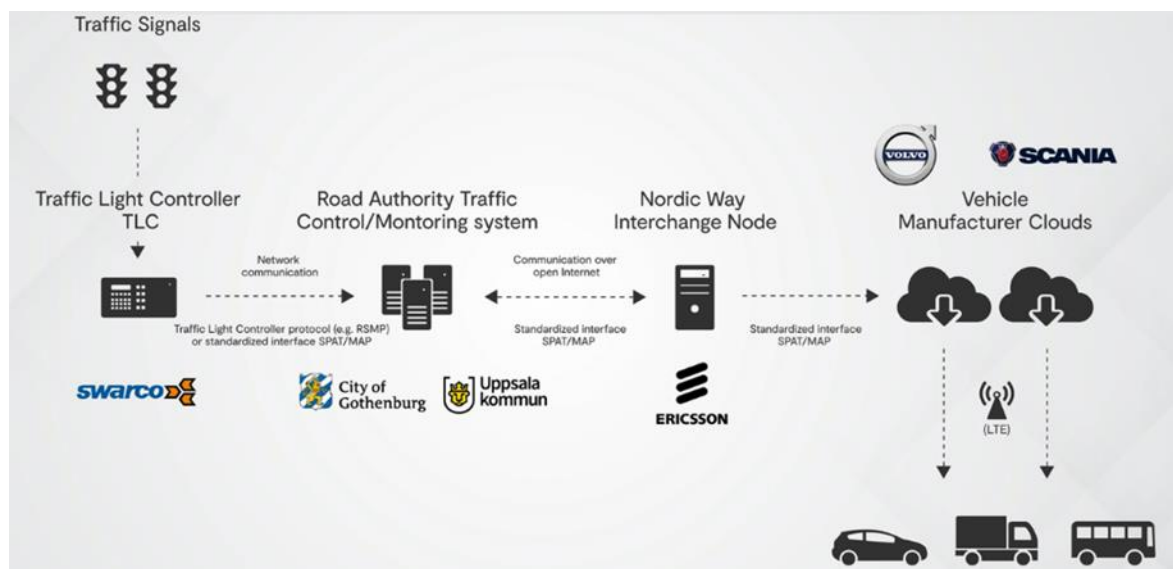 Traffic Signals
Traffic Light Controller
TLC
Network
communication
Traffic Light Controller protocol (e.g. RSMP)
or standardized interface SPAT/MAP
swarco
Road Authority Traffic
Control/Montoring system
City of
Gothenburg
Uppsala
kommun
Communication over
open Internet
Standardized interface
SPAT/MAP
Nordic Way
Interchange Node
ERICSSON
Standardized interface
SPAT/MAP
VOLVO
SCANIA
Vehicle
Manufacturer Clouds
(LTE)